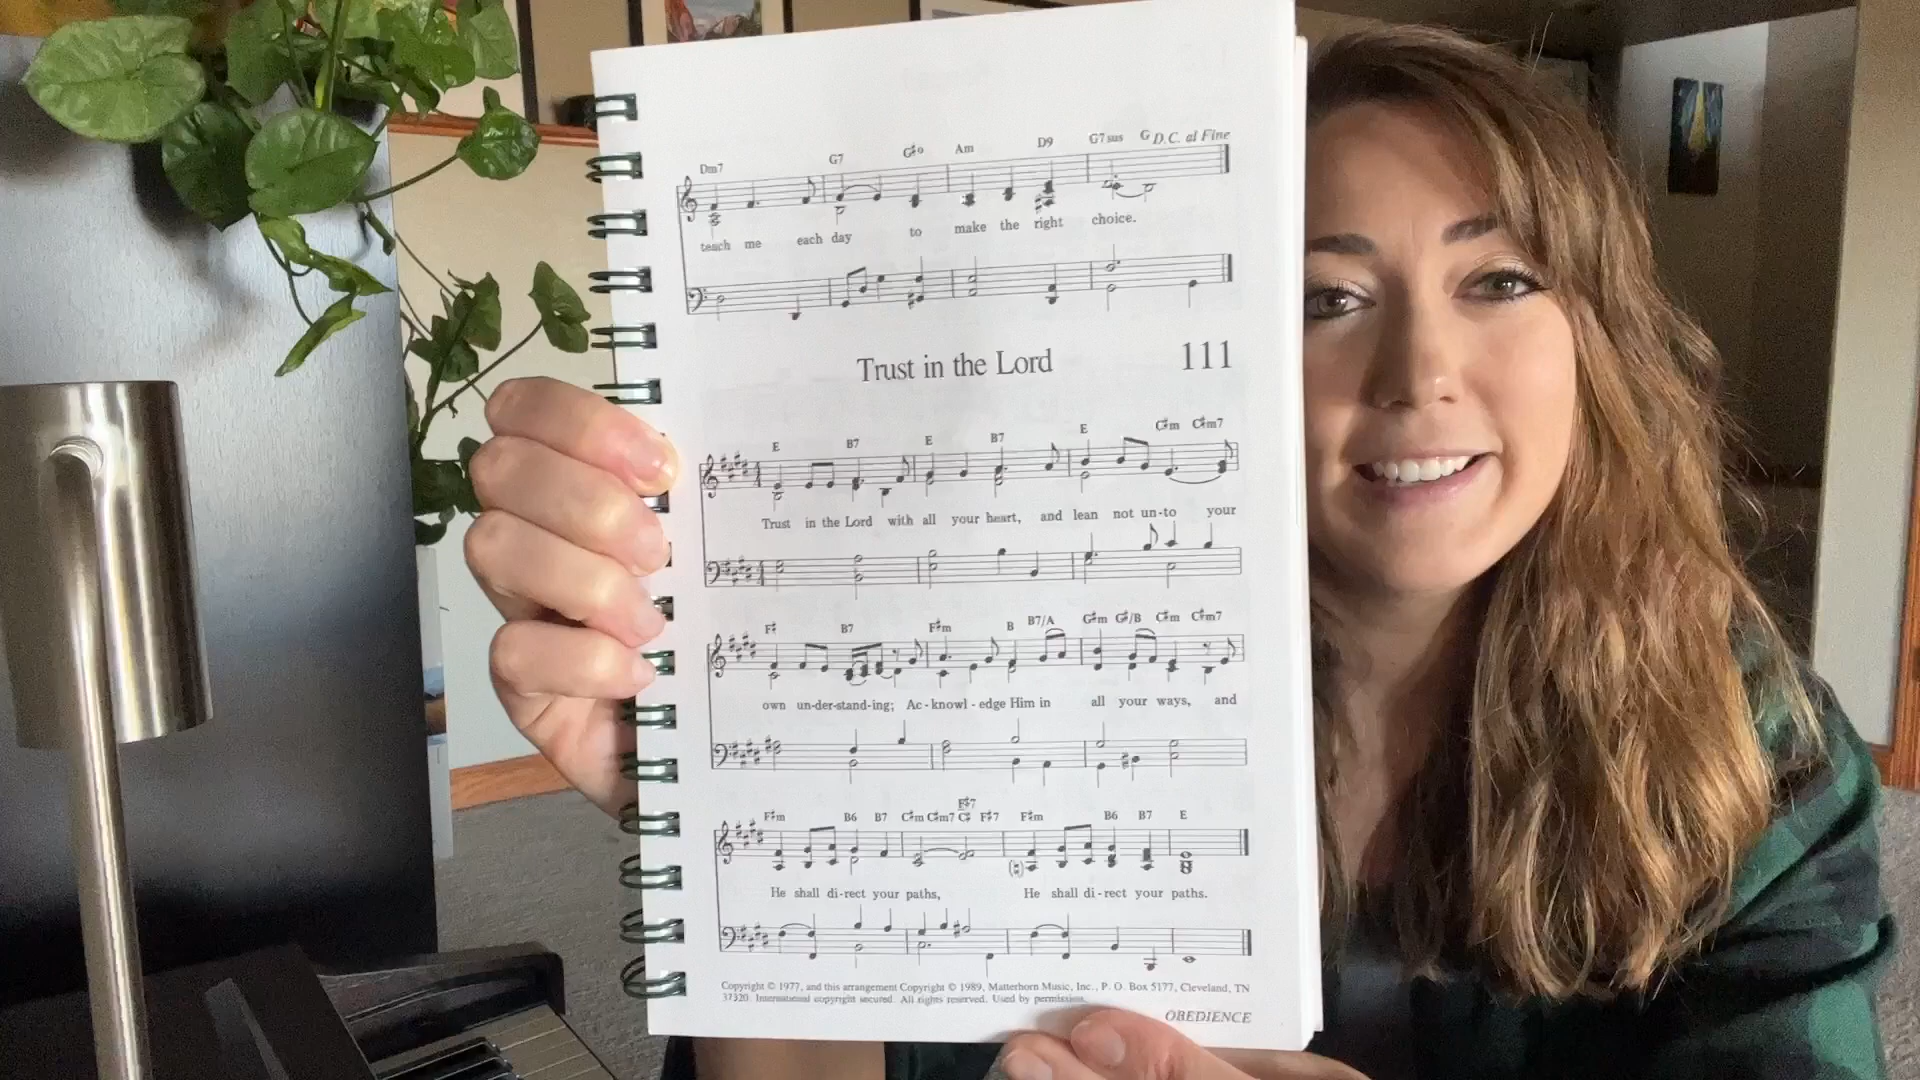 Dm7 G7 G♯o Am D9 G7sus G D.C. al Fine
teach me each day to make the right choice.
Trust in the Lord 111
E B7 E B7 E C♯m C♯m7
Trust in the Lord with all your heart, and lean not un-to your
F♯ B7 F♯m B B7/A G♯m G♯/B C♯m C♯m7
own un-der-stand-ing; Ac-knowl-edge Him in all your ways, and
F♯7
F♯m B6 B7 C♯m C♯m7 C♯ F♯7 F♯m B6 B7 E
He shall di-rect your paths, He shall di-rect your paths.
Copyright © 1977, and this arrangement Copyright © 1989, Matterhorn Music, Inc., P. O. Box 5177, Cleveland, TN
37320. International copyright secured. All rights reserved. Used by permission.
OBEDIENCE